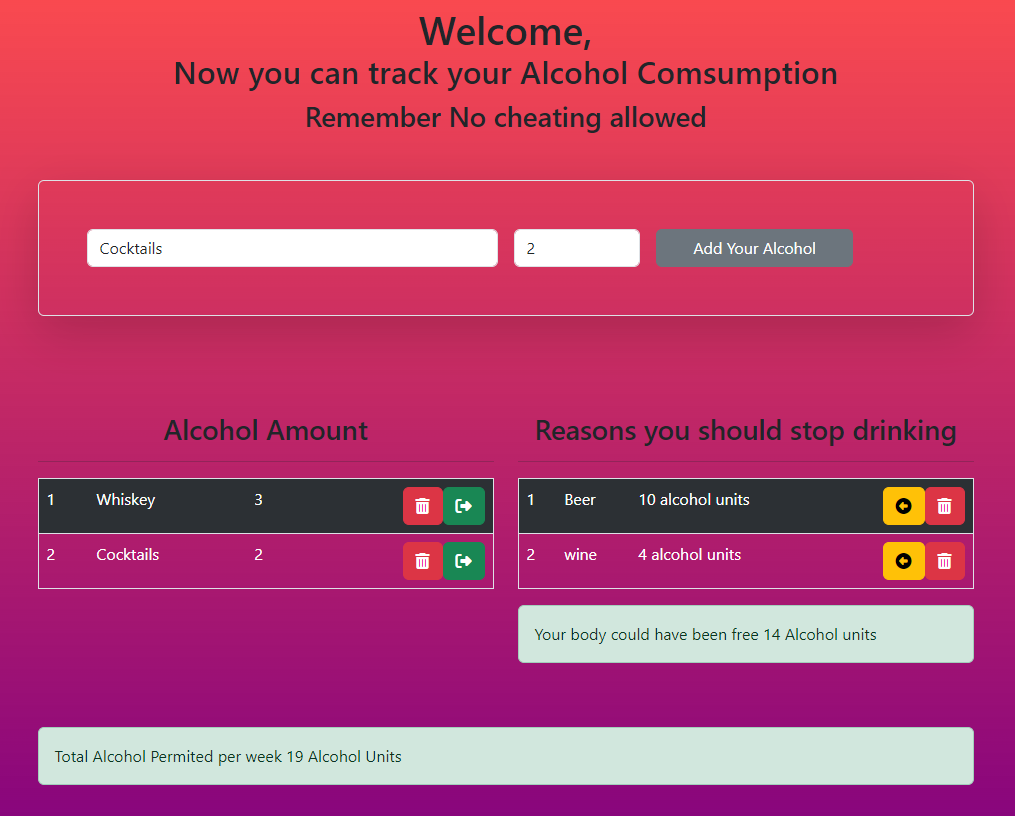 Welcome,
Now you can track your Alcohol Comsumption
Remember No cheating allowed
Cocktails 2 Add Your Alcohol
Alcohol Amount
1 Whiskey 3
2 Cocktails 2
Reasons you should stop drinking
1 Beer 10 alcohol units
2 wine 4 alcohol units
Your body could have been free 14 Alcohol units
Total Alcohol Permited per week 19 Alcohol Units